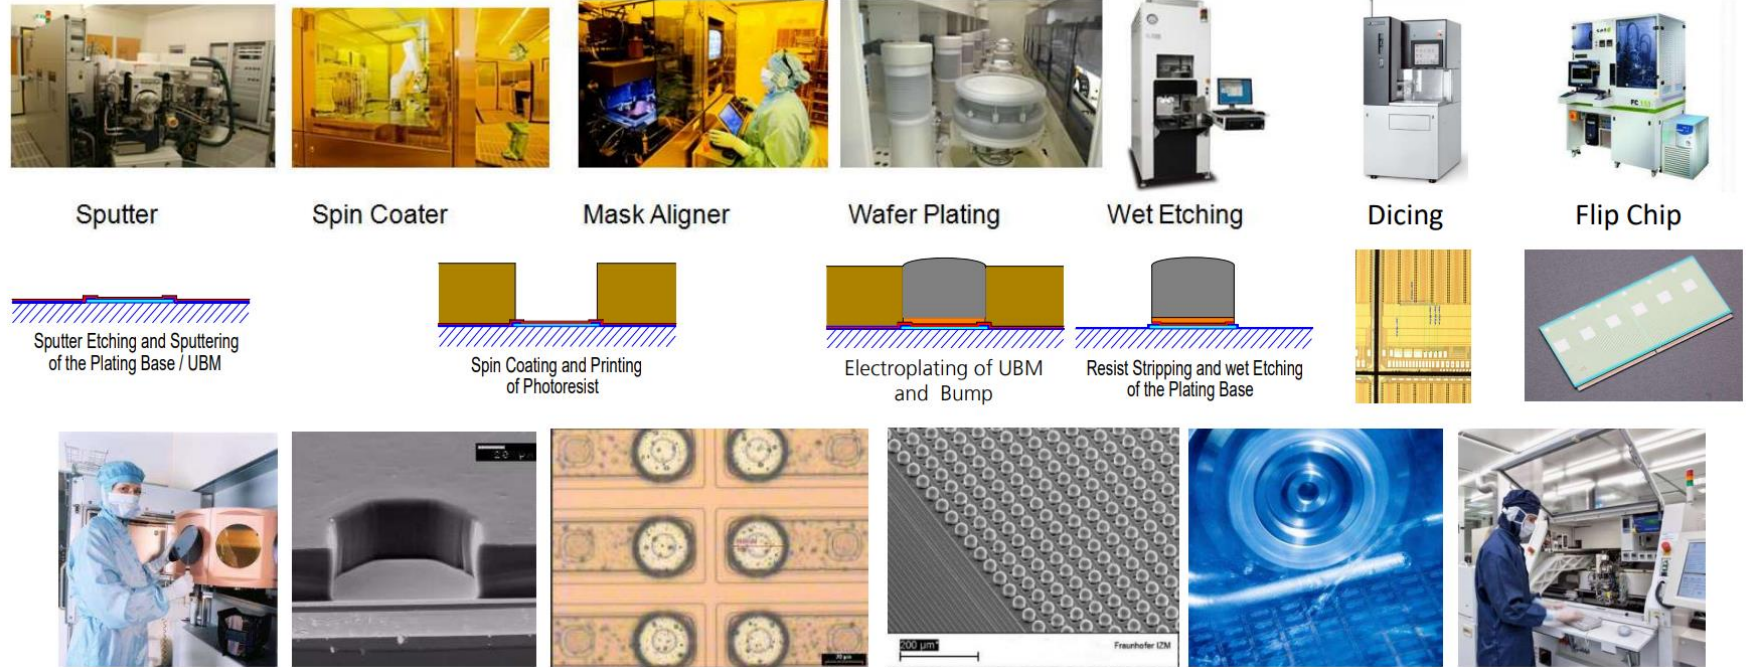 Sputter
Spin Coater
Mask Aligner
Wafer Plating
Wet Etching
Dicing
Flip Chip
Sputter Etching and Sputtering
of the Plating Base / UBM
Spin Coating and Printing
of Photoresist
Electroplating of UBM
and Bump
Resist Stripping and wet Etching
of the Plating Base
200 µm*
Fraunhofer IZM